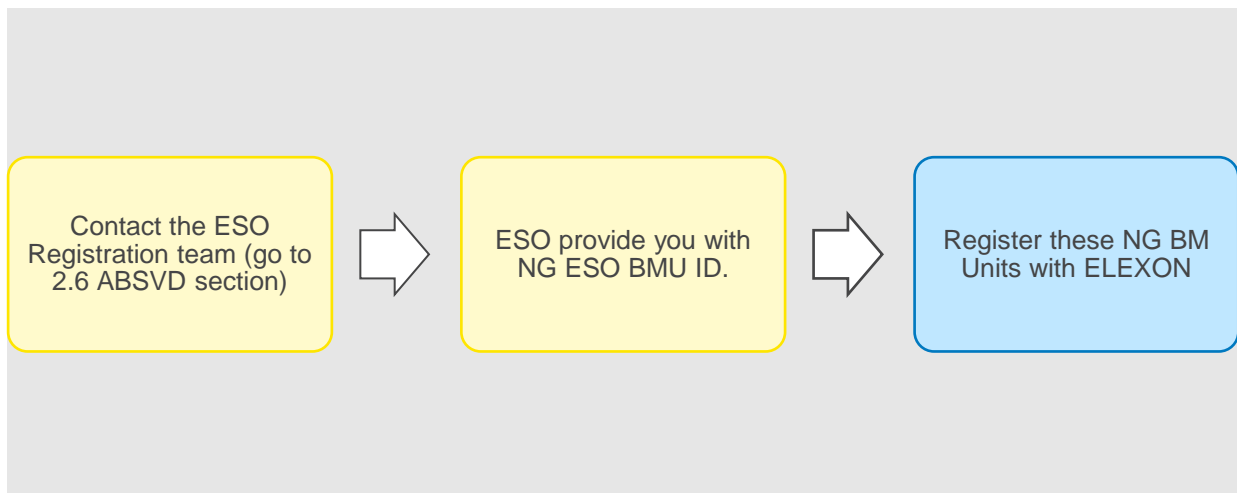 Contact the ESO
Registration team (go to
2.6 ABSVD section)
ESO provide you with
NG ESO BMU ID.
Register these NG BM
Units with ELEXON